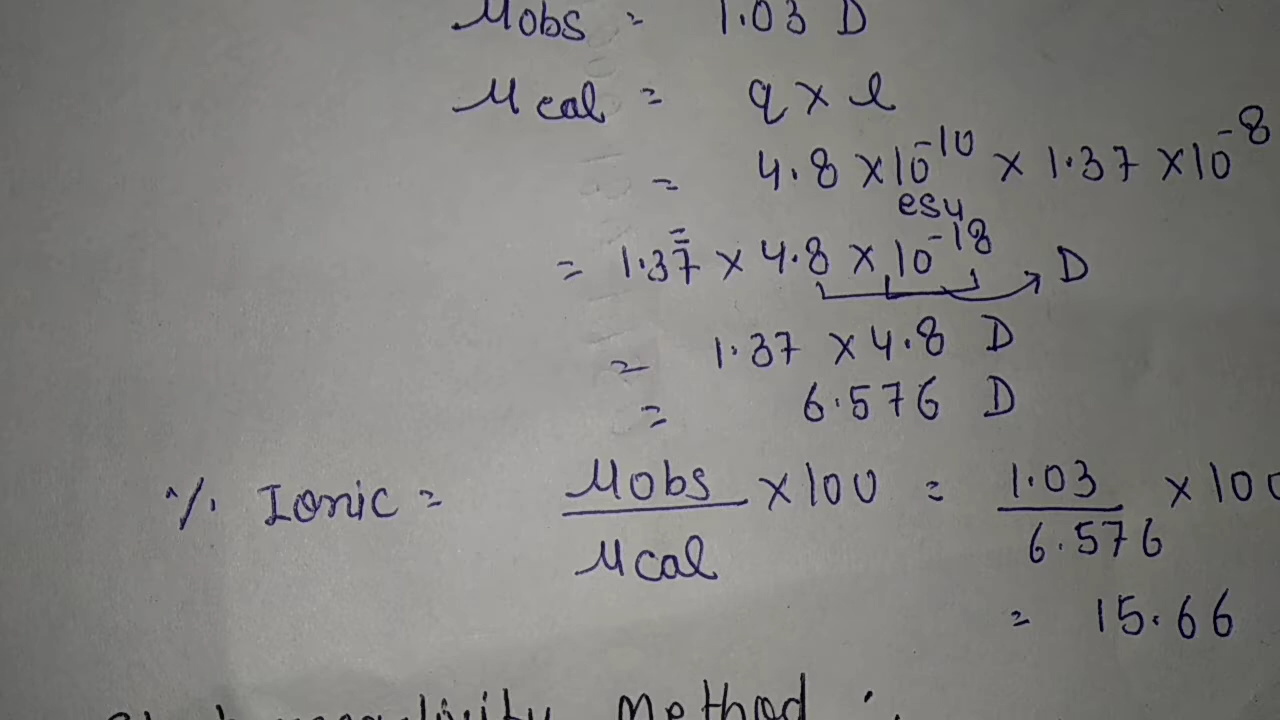 μobs = 1.03 D
μcal = q × l
= 4.8 × 10⁻¹⁰ × 1.37 × 10⁻⁸
esu
= 1.37 × 4.8 × 10⁻¹⁸ → D
= 1.37 × 4.8 D
= 6.576 D
% Ionic = μobs/μcal × 100 = 1.03/6.576 × 100
= 15.66
Method :